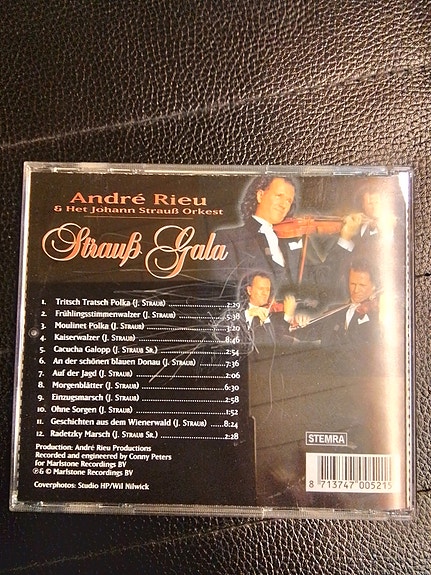 André Rieu
& Het Johann Strauß Orkest
Strauß Gala
1. Tritsch Tratsch Polka (J. Strauß) 2:29
2. Frühlingsstimmenwalzer (J. Strauß) 5:38
3. Moulinet Polka (J. Strauß) 3:20
4. Kaiserwalzer (J. Strauß) 8:46
5. Cacucha Galopp (J. Strauß Sr.) 2:54
6. An der schönen blauen Donau (J. Strauß) 7:36
7. Auf der Jagd (J. Strauß) 2:06
8. Morgenblätter (J. Strauß) 6:30
9. Einzugsmarsch (J. Strauß) 2:58
10. Ohne Sorgen (J. Strauß) 1:52
11. Geschichten aus dem Wienerwald (J. Strauß) 8:24
12. Radetzky Marsch (J. Strauß Sr.) 2:28
Production: André Rieu Productions
Recorded and engineered by Conny Peters
for Marlstone Recordings BV
℗& © Marlstone Recordings BV
Coverphotos: Studio HP/Wil Nilwick
STEMRA
8 713747 005215